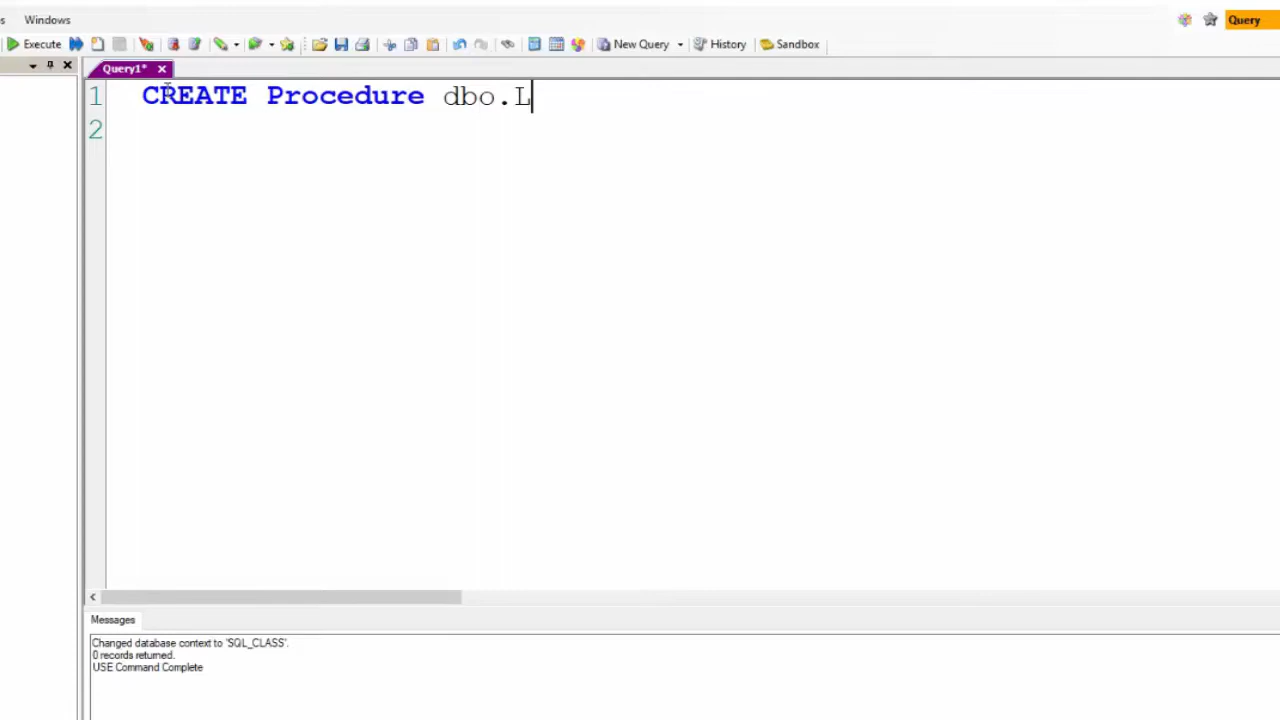 s Windows Query
Execute New Query History Sandbox
Query1*
1 CREATE Procedure dbo.L
2
Messages
Changed database context to 'SQL_CLASS'.
0 records returned.
USE Command Complete